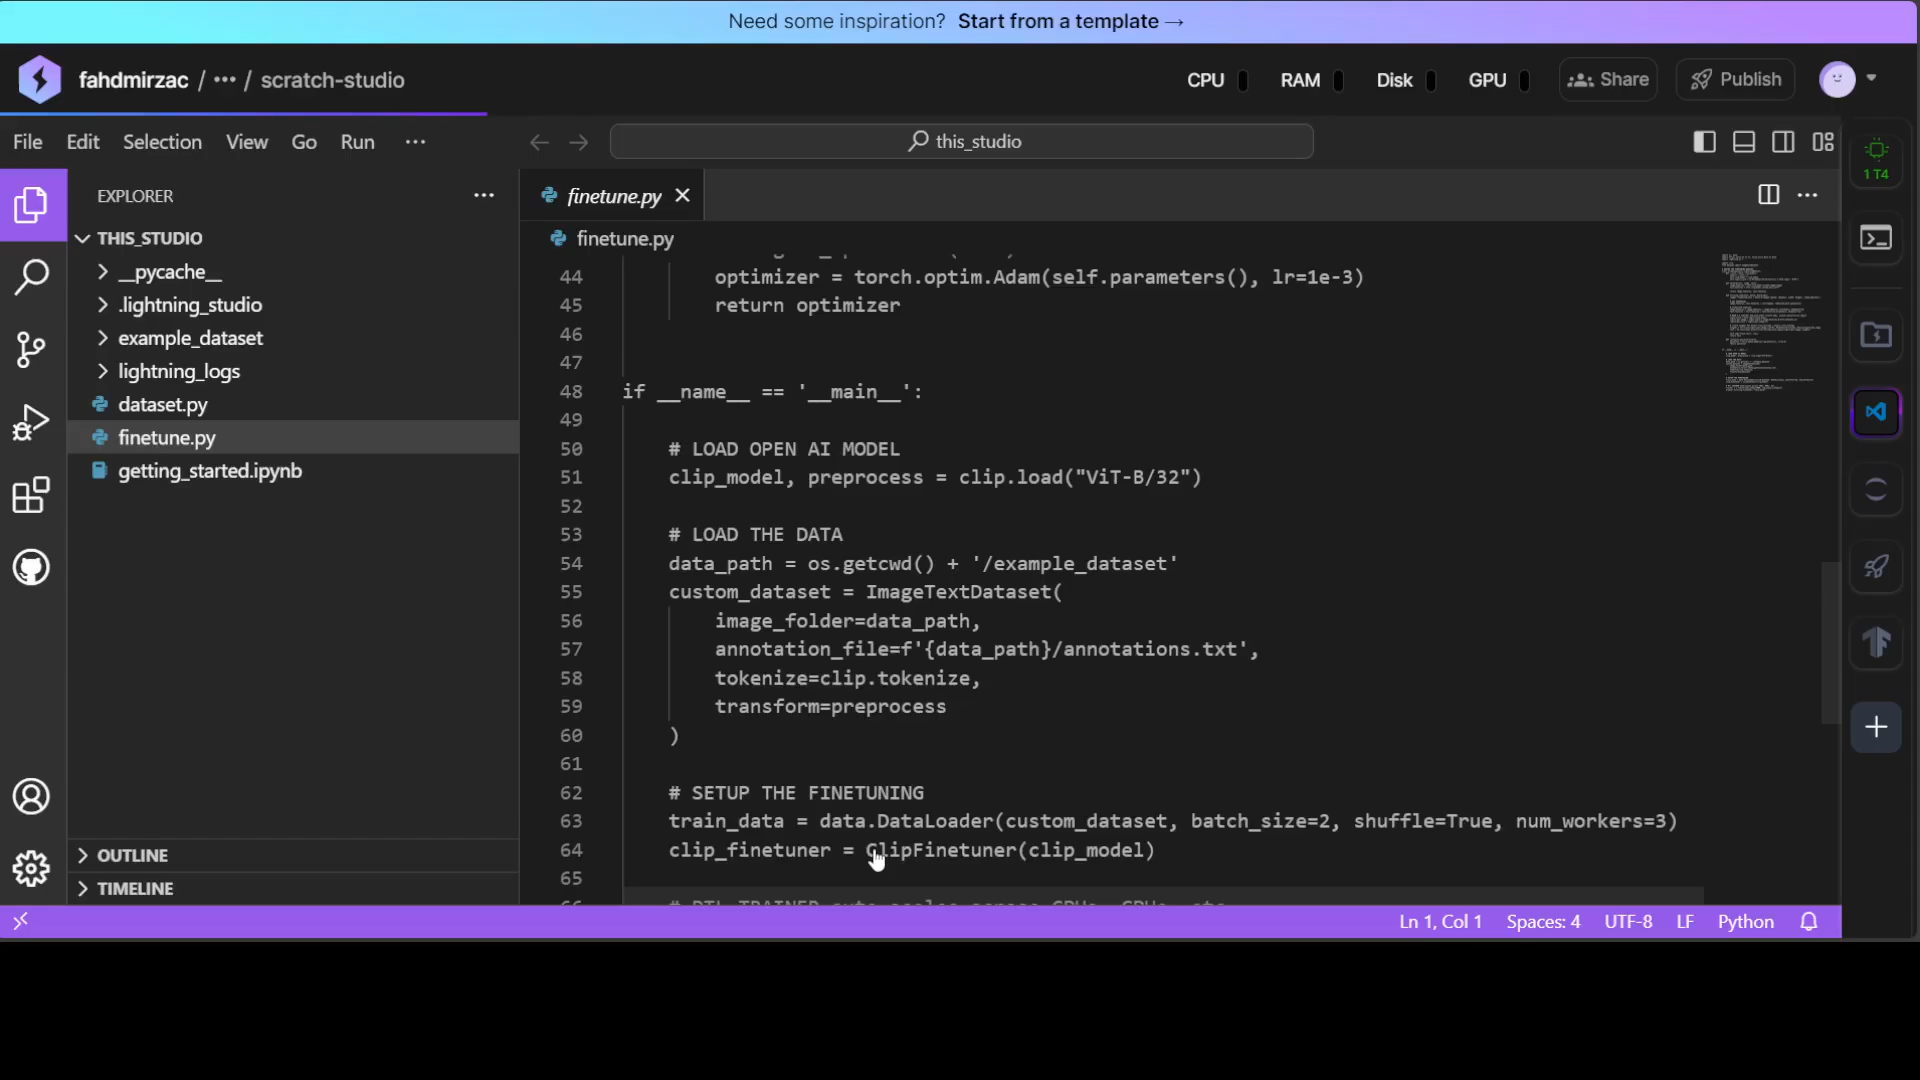 Need some inspiration? Start from a template →
fahdmirzac / ··· / scratch-studio
CPU RAM Disk GPU Share Publish
File Edit Selection View Go Run ···
this_studio
1 T4
EXPLORER
THIS_STUDIO
__pycache__
.lightning_studio
example_dataset
lightning_logs
dataset.py
finetune.py
getting_started.ipynb
OUTLINE
TIMELINE
finetune.py
finetune.py
44 optimizer = torch.optim.Adam(self.parameters(), lr=1e-3)
45 return optimizer
46
47
48 if __name__ == '__main__':
49
50 # LOAD OPEN AI MODEL
51 clip_model, preprocess = clip.load("ViT-B/32")
52
53 # LOAD THE DATA
54 data_path = os.getcwd() + '/example_dataset'
55 custom_dataset = ImageTextDataset(
56 image_folder=data_path,
57 annotation_file=f'{data_path}/annotations.txt',
58 tokenize=clip.tokenize,
59 transform=preprocess
60 )
61
62 # SETUP THE FINETUNING
63 train_data = data.DataLoader(custom_dataset, batch_size=2, shuffle=True, num_workers=3)
64 clip_finetuner = ClipFinetuner(clip_model)
65
Ln 1, Col 1 Spaces: 4 UTF-8 LF Python